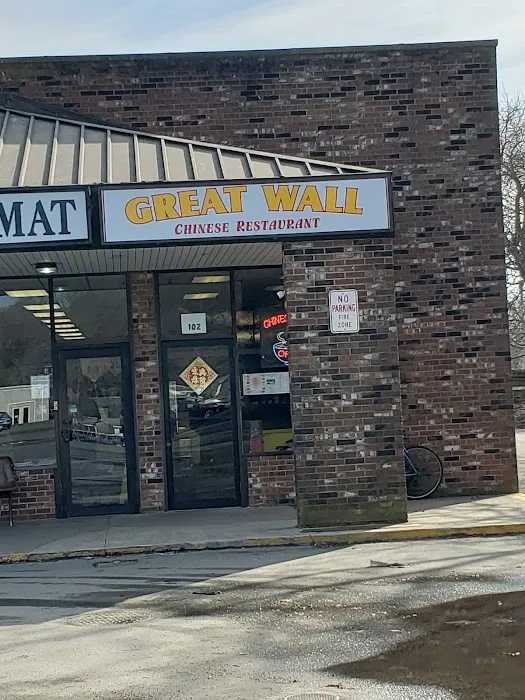 MAT
GREAT WALL
CHINESE RESTAURANT
102
NO
PARKING
FIRE
ZONE